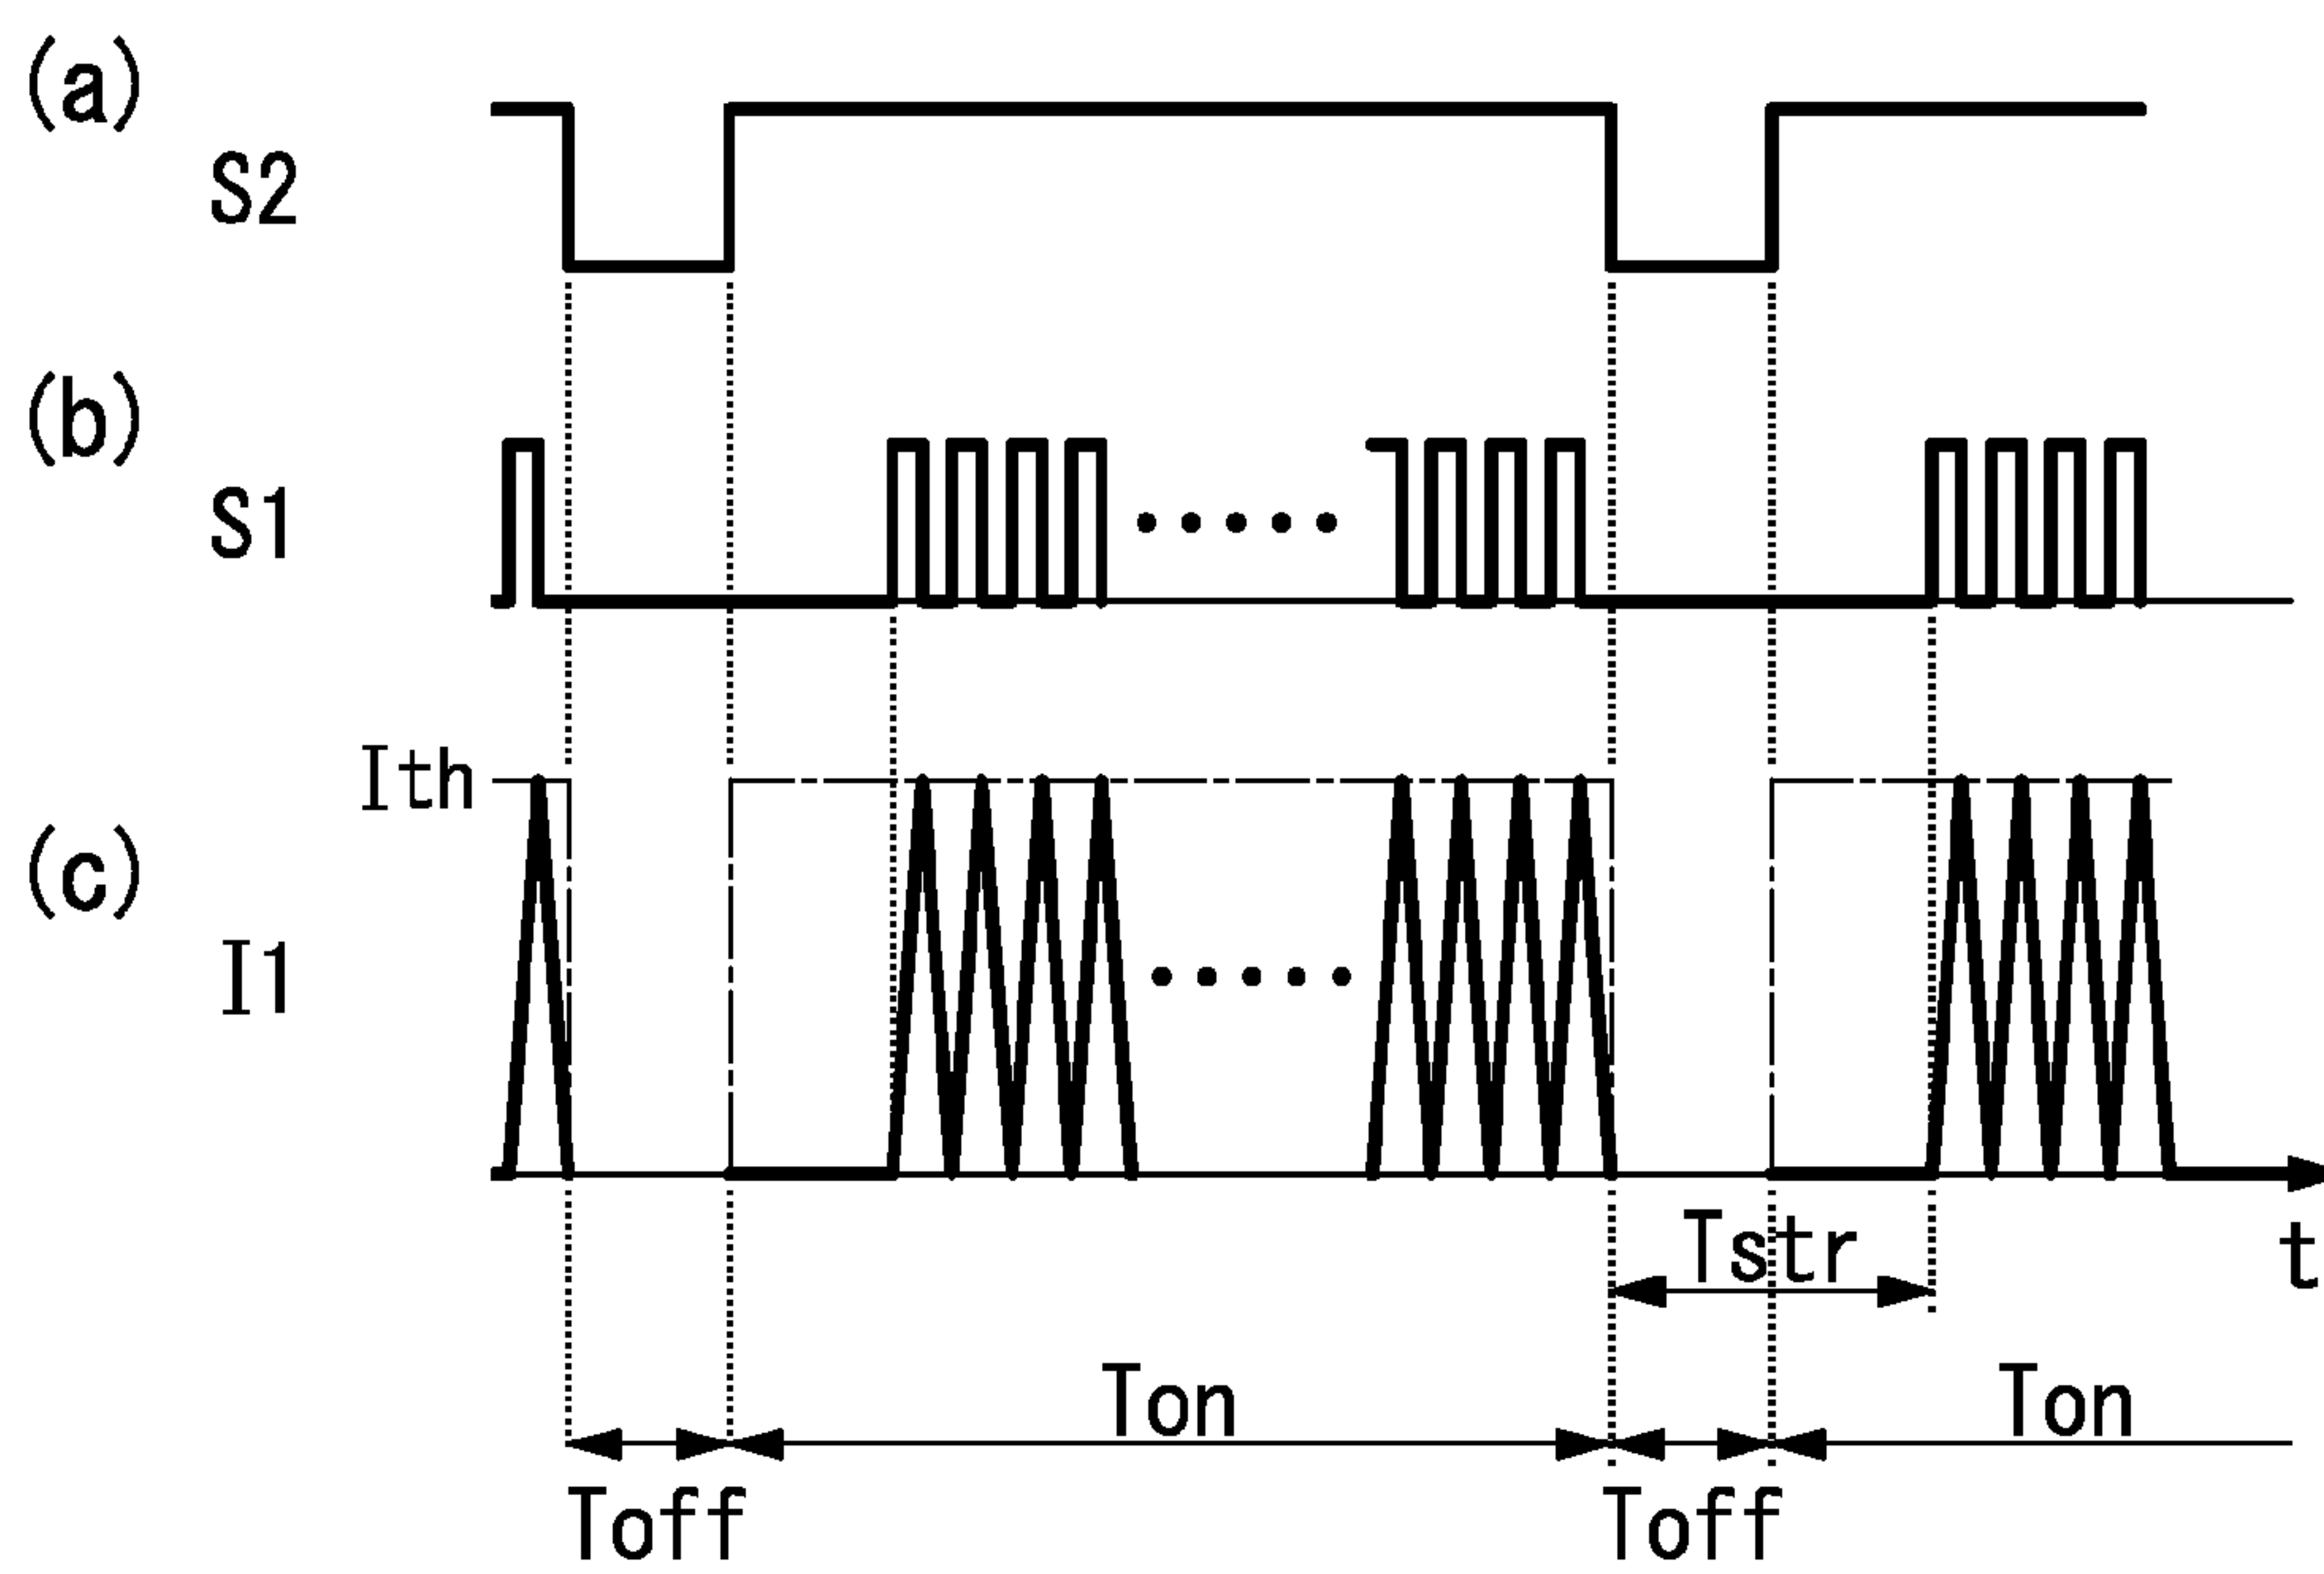 (a)
S2
(b)
S1
Ith
(c)
I1
Tstr
t
Ton Ton
Toff Toff